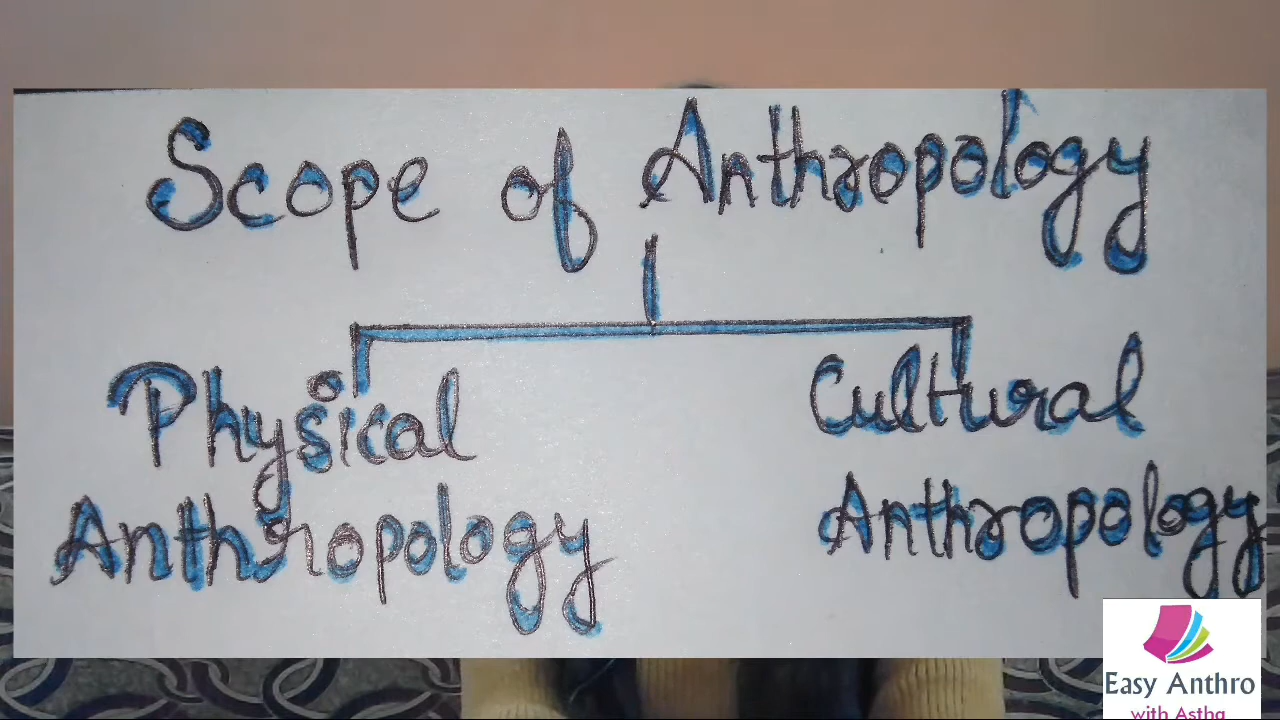 Scope of Anthropology
Physical
Anthropology
Cultural
Anthropology
Easy Anthro
with Astha